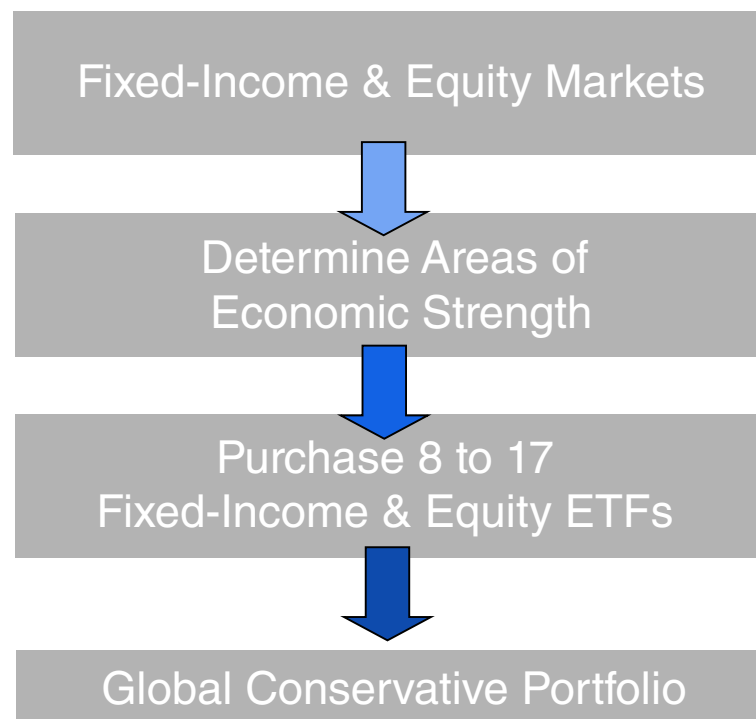 Fixed-Income & Equity Markets
Determine Areas of
Economic Strength
Purchase 8 to 17
Fixed-Income & Equity ETFs
Global Conservative Portfolio